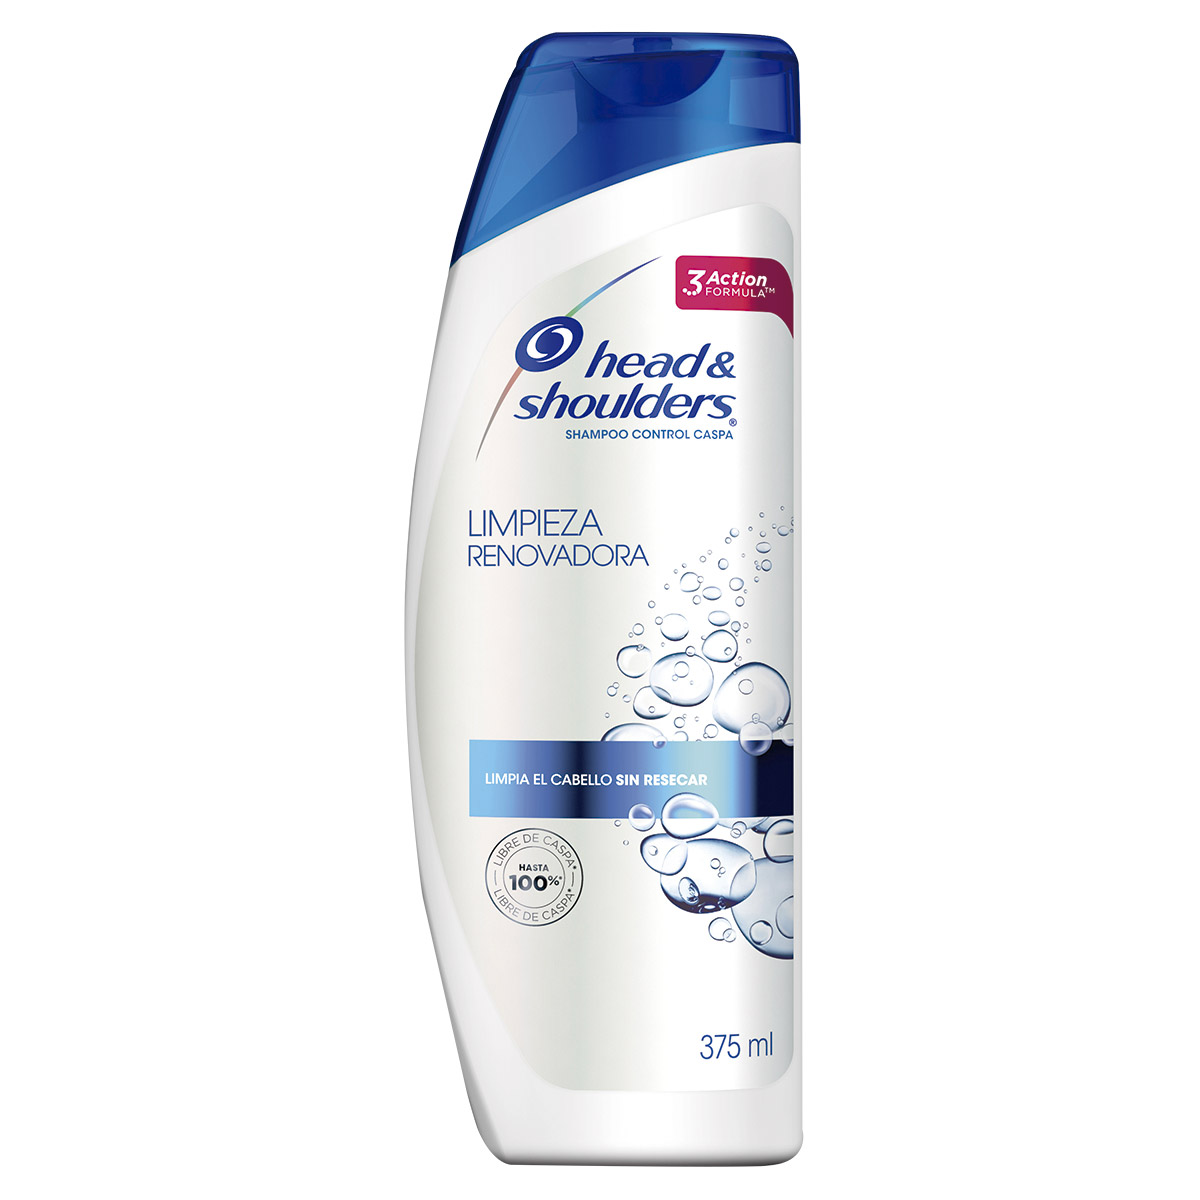 3 Action
FORMULA™
head &
shoulders®
SHAMPOO CONTROL CASPA
LIMPIEZA
RENOVADORA
LIMPIA EL CABELLO SIN RESECAR
LIBRE DE CASPA*
HASTA
100%*
LIBRE DE CASPA*
375 ml